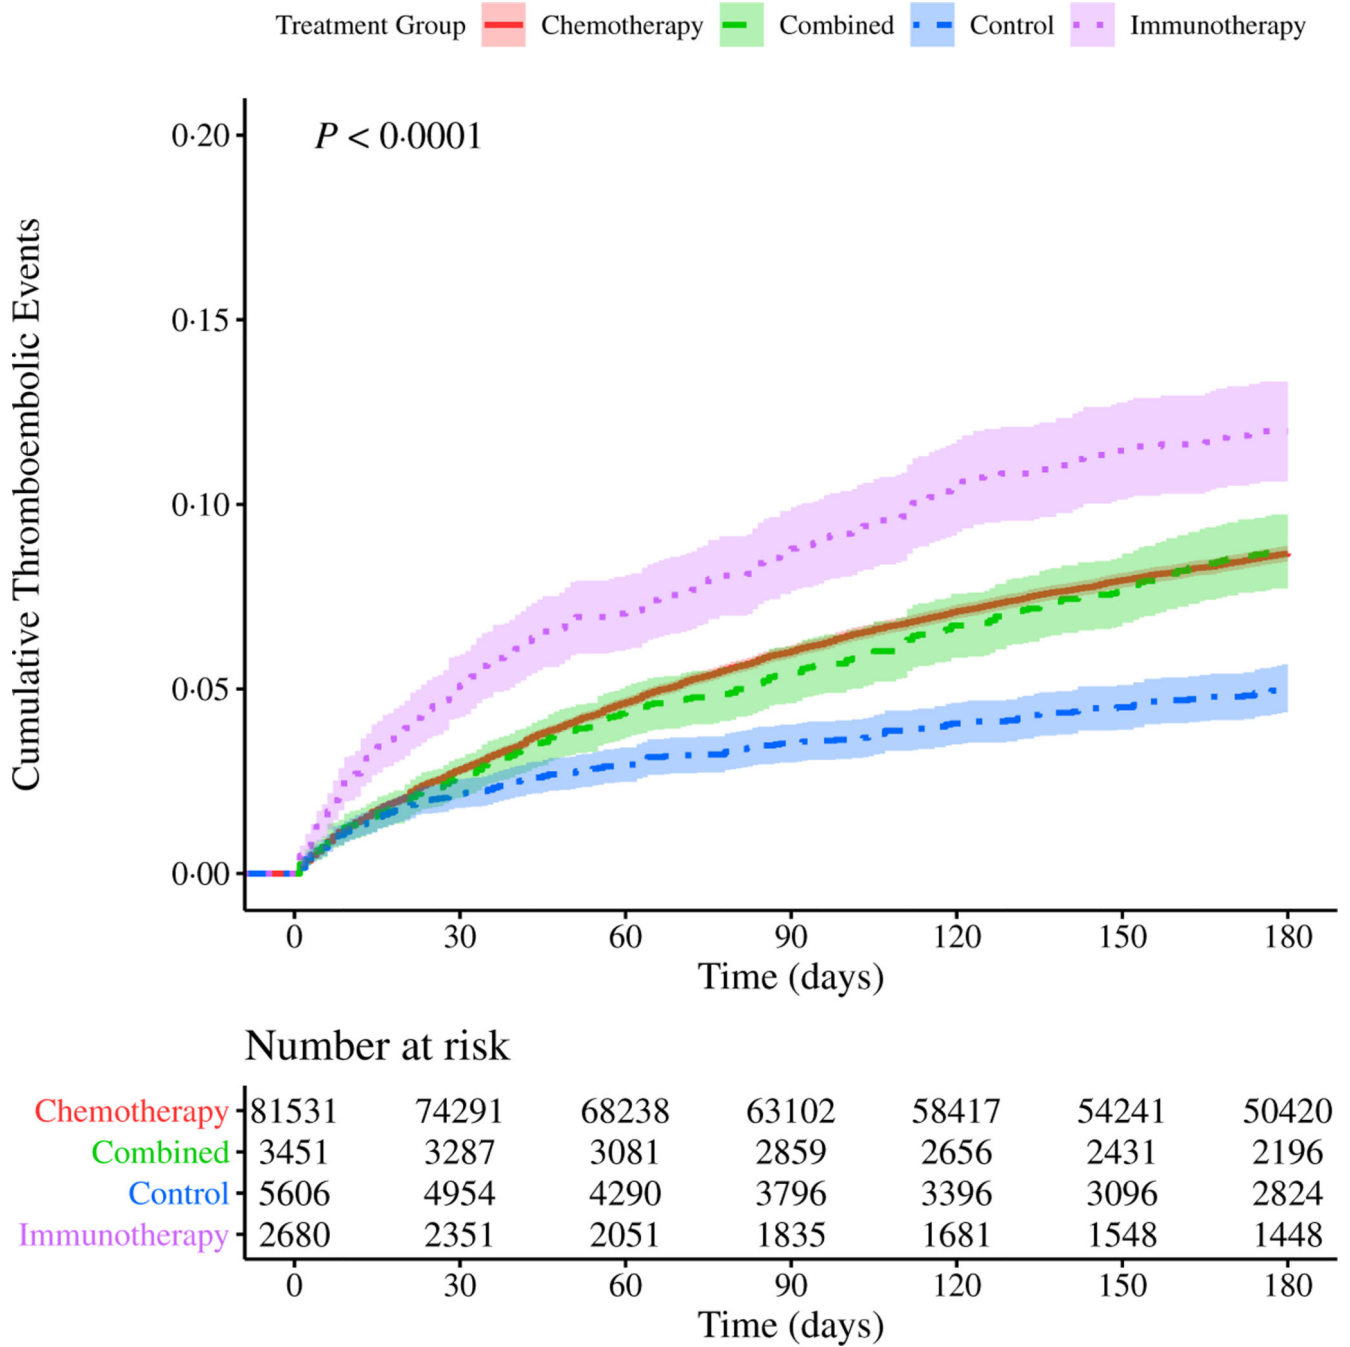 Treatment Group Chemotherapy Combined Control Immunotherapy
P < 0·0001
Cumulative Thromboembolic Events
0·20
0·15
0·10
0·05
0·00
0 30 60 90 120 150 180
Time (days)
Number at risk
Chemotherapy 81531 74291 68238 63102 58417 54241 50420
Combined 3451 3287 3081 2859 2656 2431 2196
Control 5606 4954 4290 3796 3396 3096 2824
Immunotherapy 2680 2351 2051 1835 1681 1548 1448
0 30 60 90 120 150 180
Time (days)